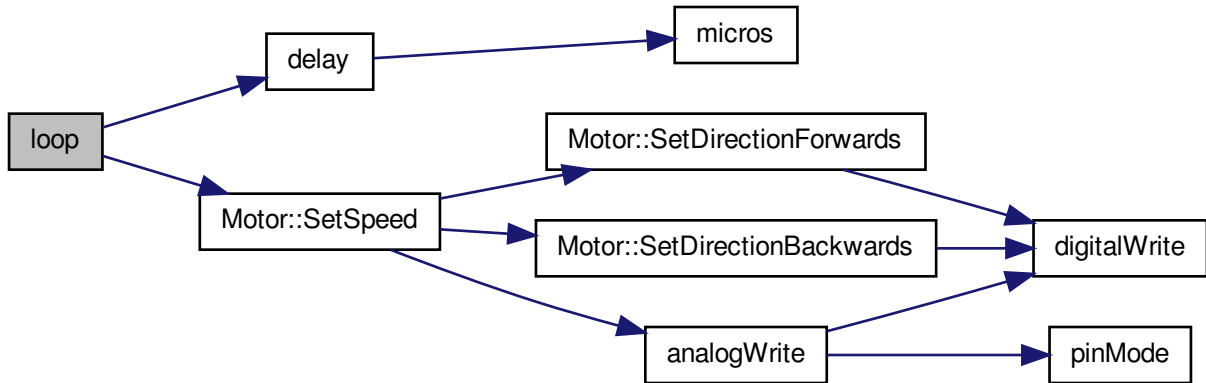 micros
delay
loop
Motor::SetDirectionForwards
Motor::SetSpeed
Motor::SetDirectionBackwards
digitalWrite
analogWrite
pinMode